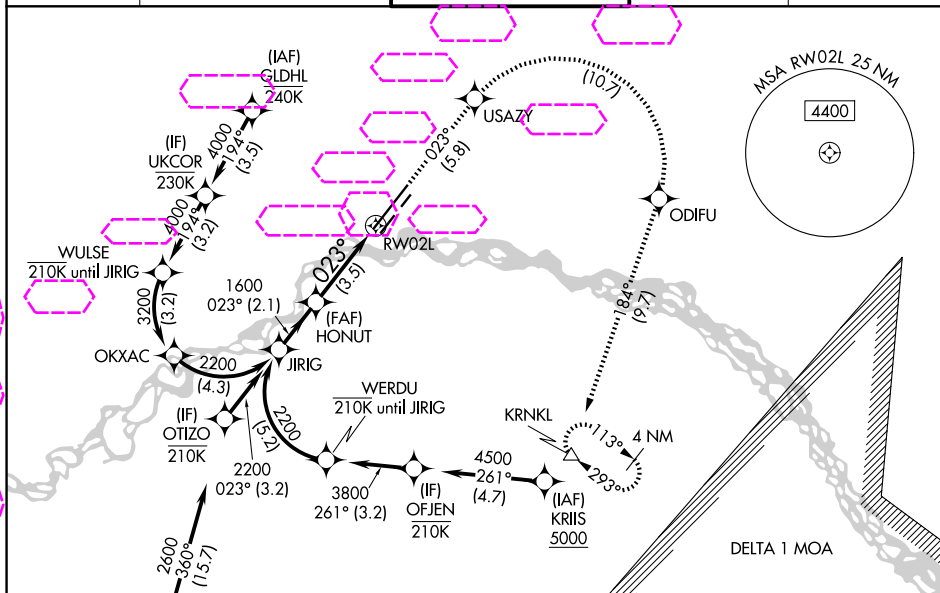 (IAF)
GLDHL
240K
4000
194°
(3.5)
(IF)
UKCOR
230K
4000
194°
(3.2)
WULSE
210K until JIRIG
3200
(3.2)
OKXAC
2200
(4.3)
1600
023° (2.1)
JIRIG
(FAF)
HONUT
023°
(3.5)
RW02L
023°
(5.8)
USAZY
(10.7)
ODIFU
184°
(9.7)
MSA RW02L 25 NM
4400
(IF)
OTIZO
210K
2200
023° (3.2)
2600
360°
(15.7)
2200
(5.2)
WERDU
210K until JIRIG
3800
261° (3.2)
(IF)
OFJEN
210K
4500
261°
(4.7)
(IAF)
KRIIS
5000
KRNKL
113°
4 NM
293°
DELTA 1 MOA